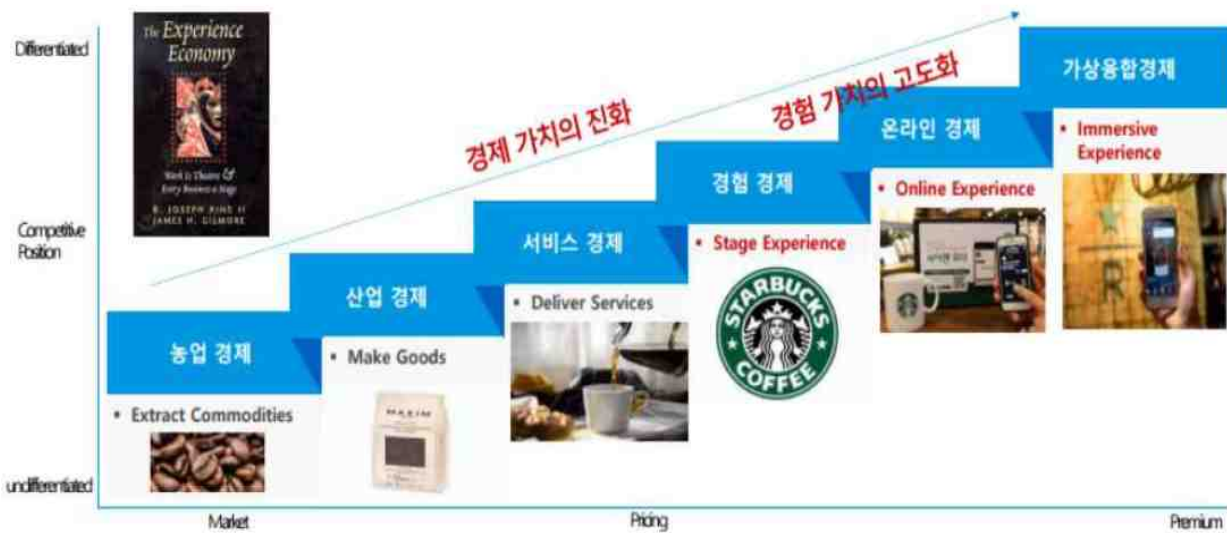 Differentiated
Competitive
Position
undifferentiated
The Experience
Economy
Work Is Theatre &
Every Business a Stage
B. JOSEPH PINE II
JAMES H. GILMORE
경제 가치의 진화
경험 가치의 고도화
농업 경제
▪ Extract Commodities
산업 경제
▪ Make Goods
MAXIM
서비스 경제
▪ Deliver Services
경험 경제
▪ Stage Experience
STARBUCKS
COFFEE
온라인 경제
▪ Online Experience
가상융합경제
▪ Immersive
Experience
R
Market
Pricing
Premium